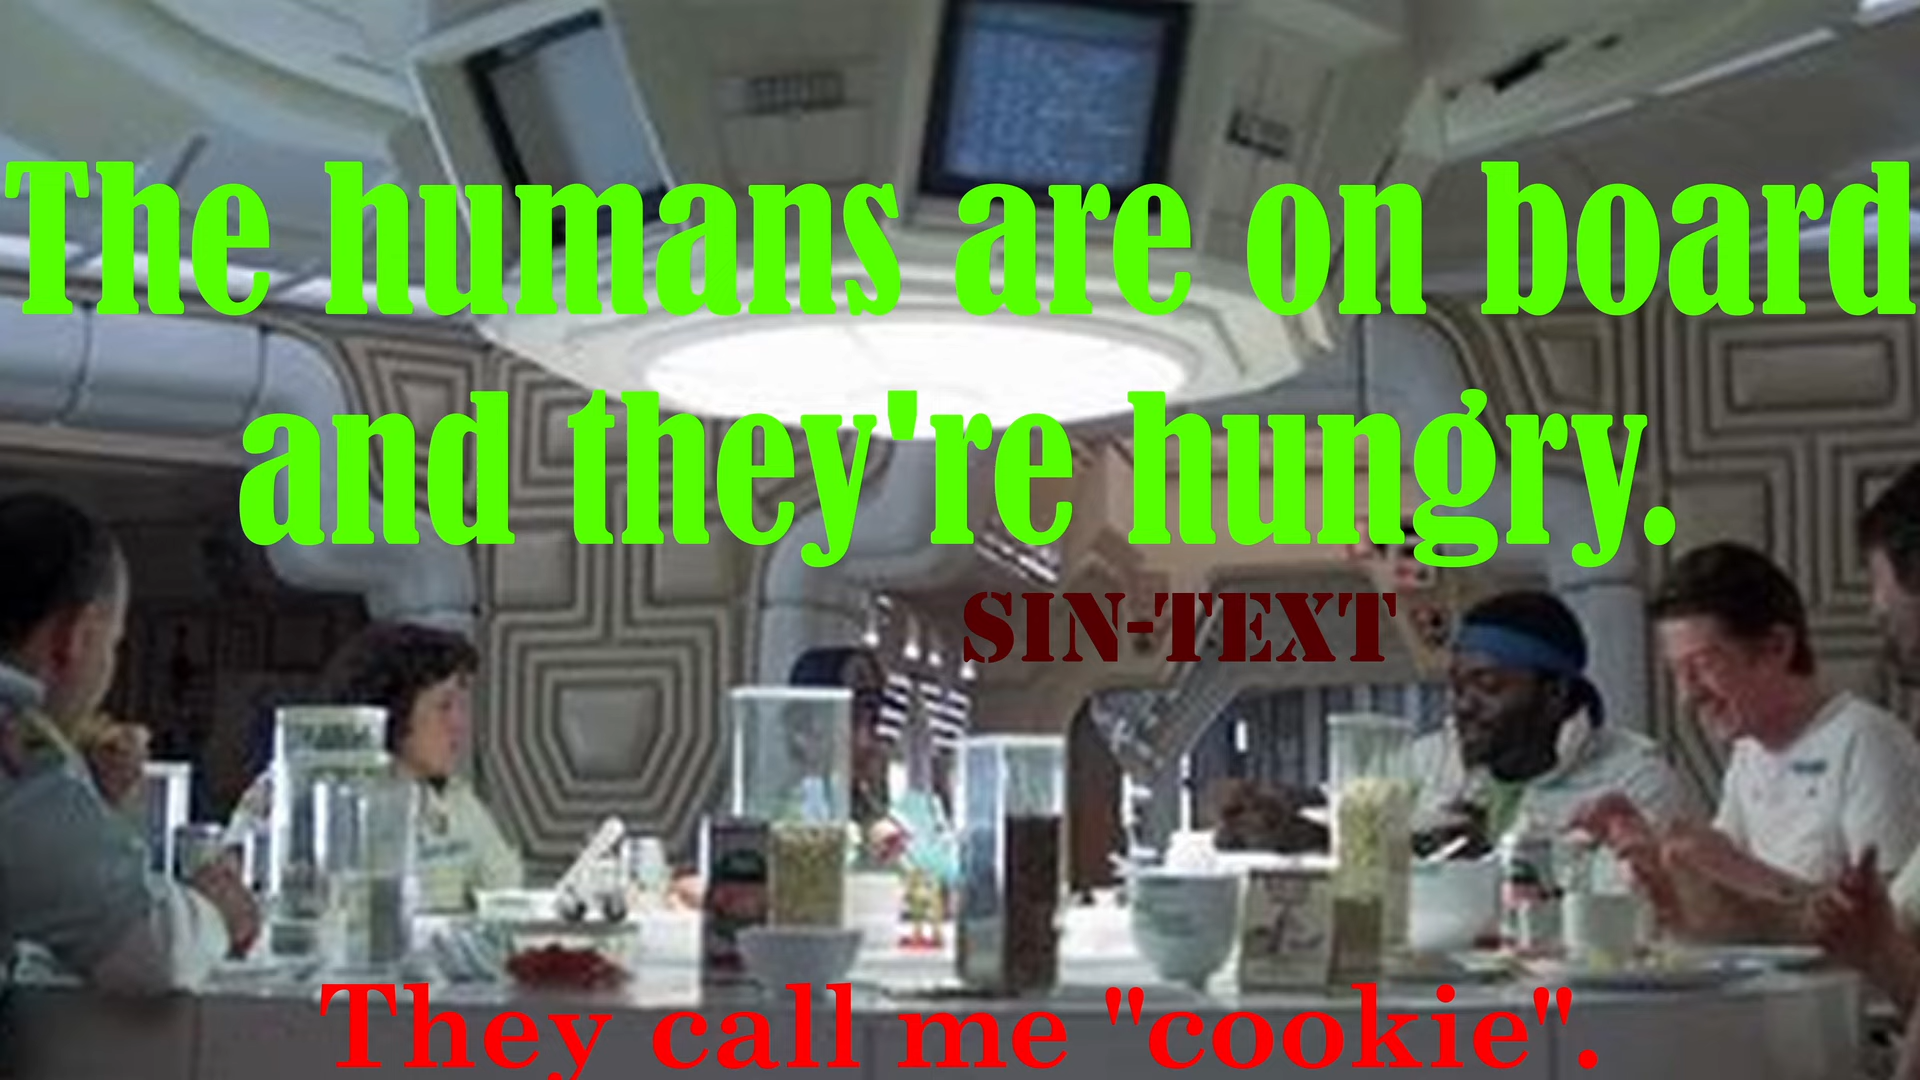 The humans are on board
and they're hungry.
SIN-TEXT
They call me "cookie".